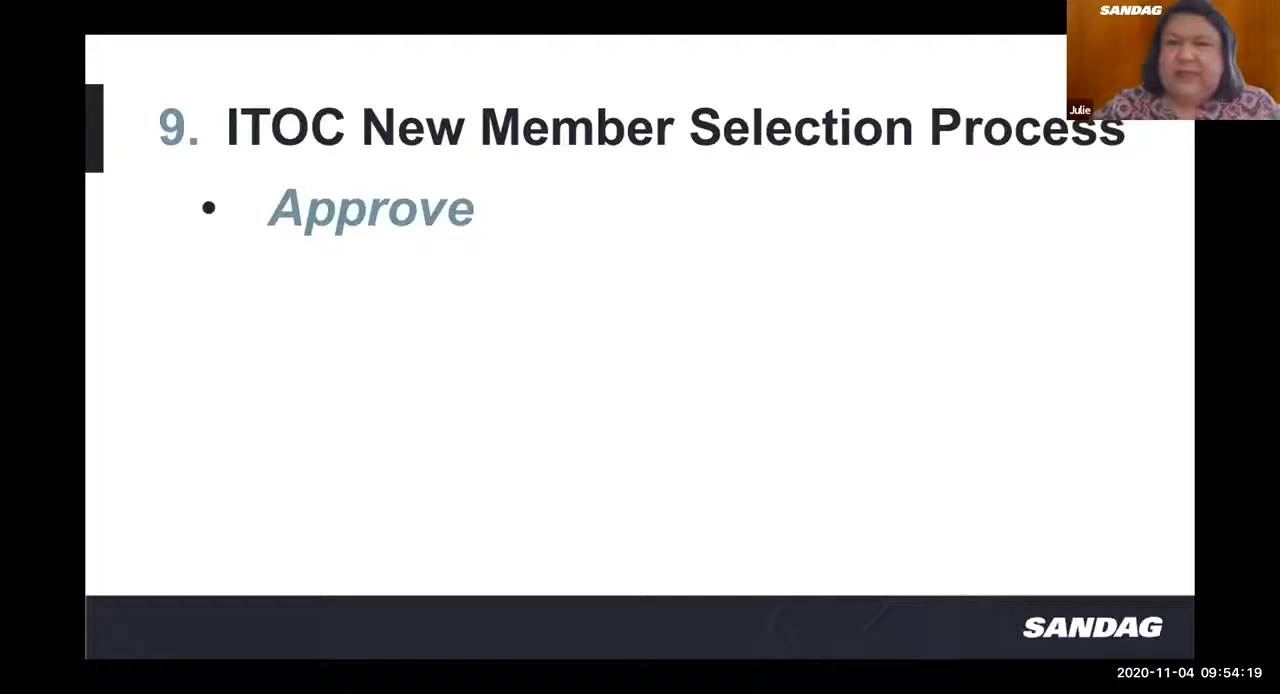 SANDAG
Julie
9. ITOC New Member Selection Process
• Approve
SANDAG
2020-11-04 09:54:19